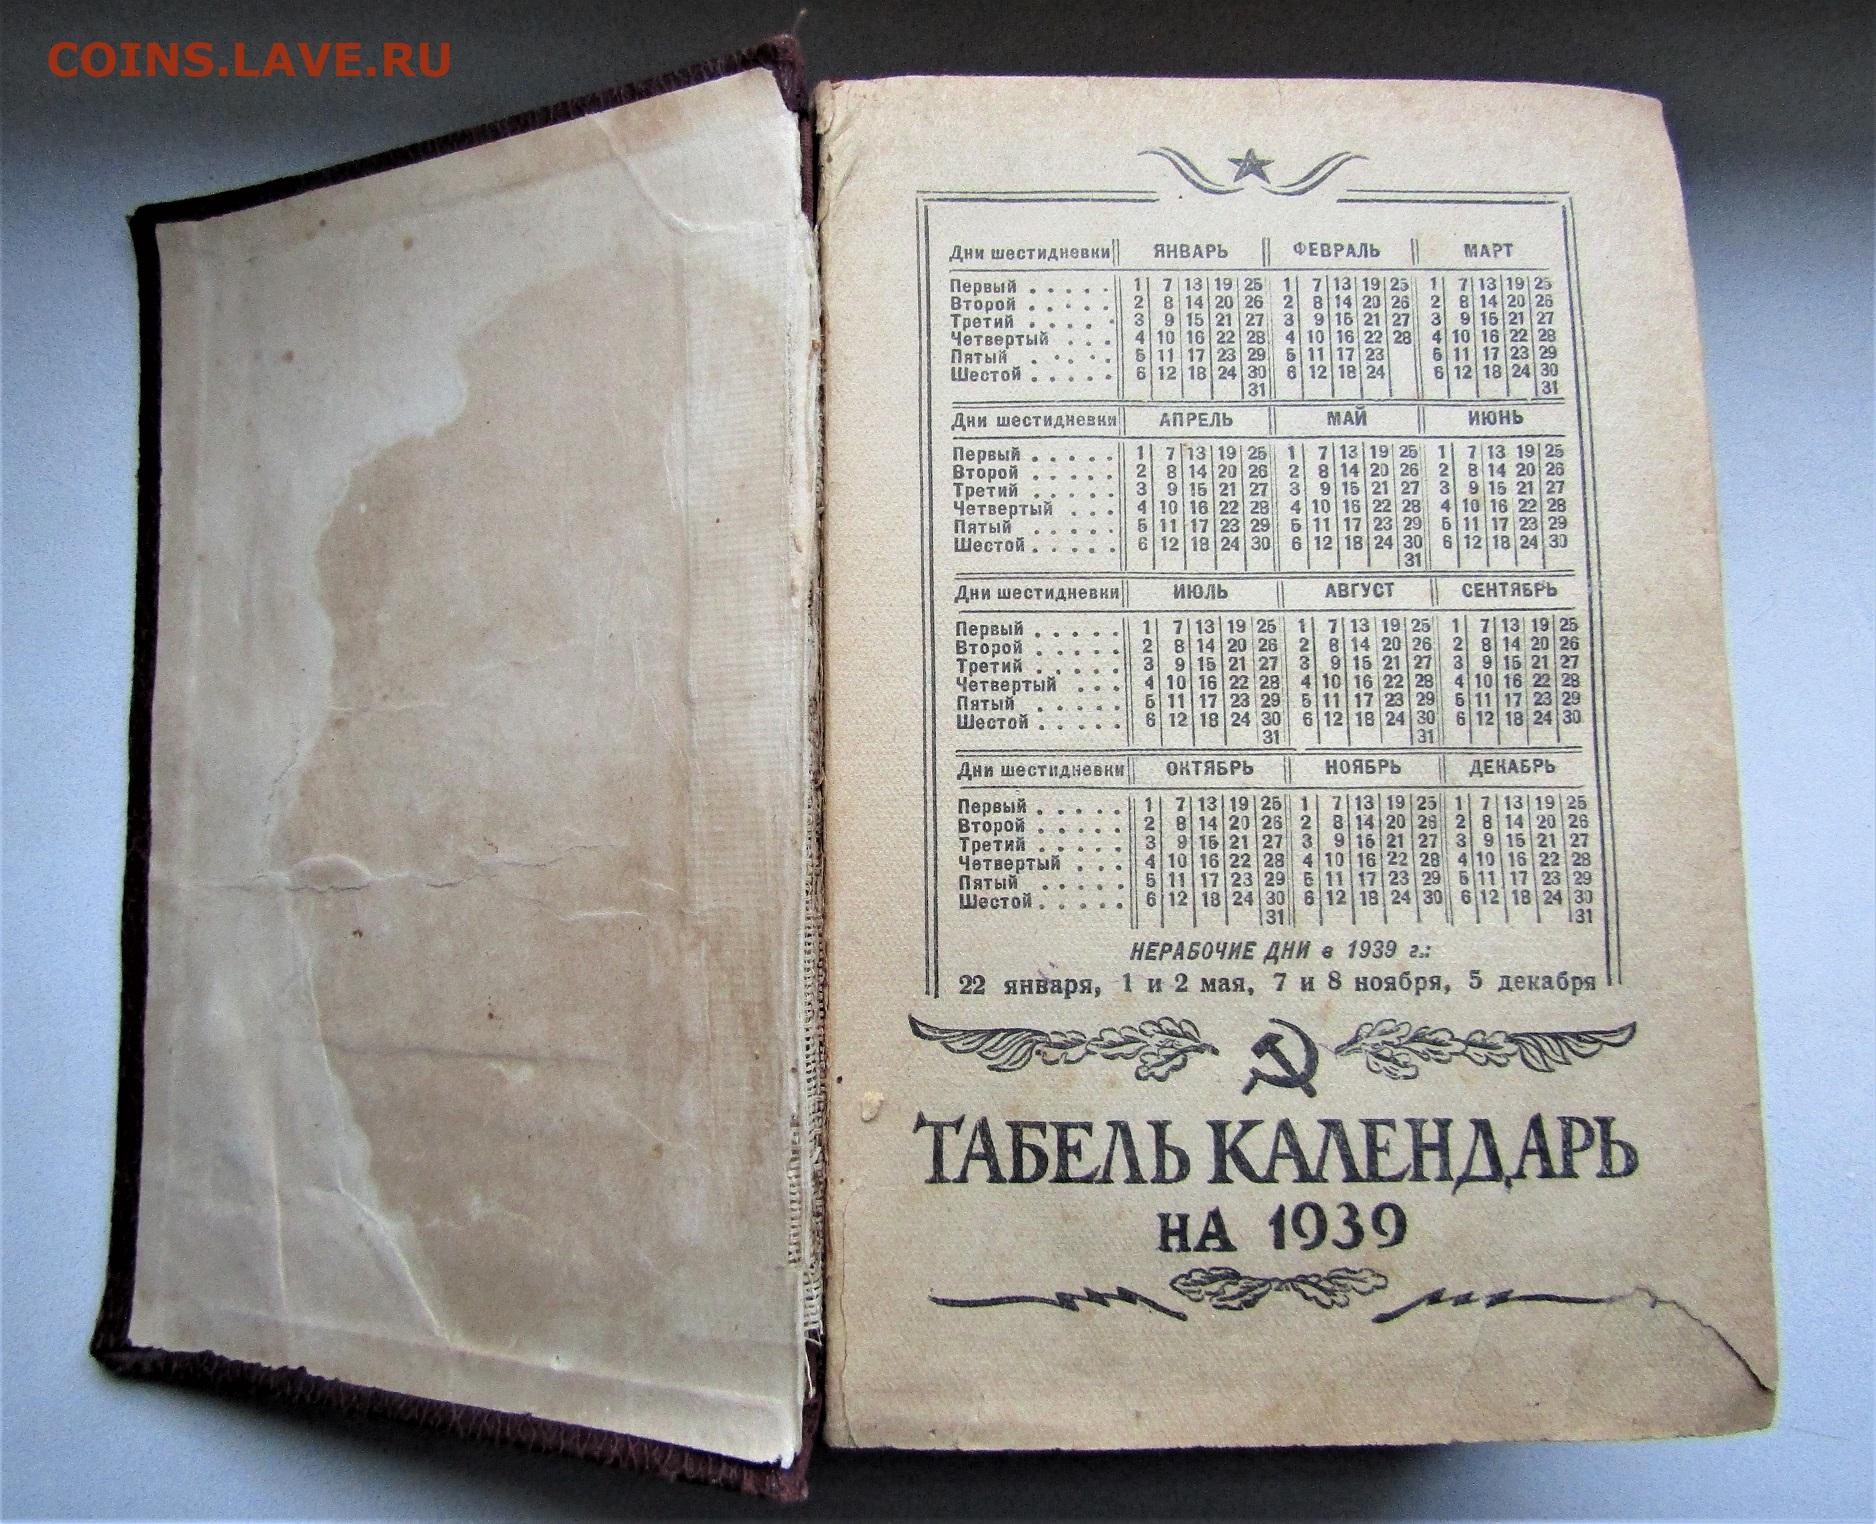 COINS.LAVE.RU
Дни шестидневки ЯНВАРЬ ФЕВРАЛЬ МАРТ
Первый . . . . . 1 7 13 19 25 1 7 13 19 25 1 7 13 19 25
Второй . . . . . 2 8 14 20 26 2 8 14 20 26 2 8 14 20 26
Третий . . . . . 3 9 15 21 27 3 9 15 21 27 3 9 15 21 27
Четвертый . . . 4 10 16 22 28 4 10 16 22 28 4 10 16 22 28
Пятый . . . . . 5 11 17 23 29 5 11 17 23 5 11 17 23 29
Шестой . . . . . 6 12 18 24 30 6 12 18 24 6 12 18 24 30
31 31
Дни шестидневки АПРЕЛЬ МАЙ ИЮНЬ
Первый . . . . . 1 7 13 19 25 1 7 13 19 25 1 7 13 19 25
Второй . . . . . 2 8 14 20 26 2 8 14 20 26 2 8 14 20 26
Третий . . . . . 3 9 15 21 27 3 9 15 21 27 3 9 15 21 27
Четвертый . . . 4 10 16 22 28 4 10 16 22 28 4 10 16 22 28
Пятый . . . . . 5 11 17 23 29 5 11 17 23 29 5 11 17 23 29
Шестой . . . . . 6 12 18 24 30 6 12 18 24 30 6 12 18 24 30
31
Дни шестидневки ИЮЛЬ АВГУСТ СЕНТЯБРЬ
Первый . . . . . 1 7 13 19 25 1 7 13 19 25 1 7 13 19 25
Второй . . . . . 2 8 14 20 26 2 8 14 20 26 2 8 14 20 26
Третий . . . . . 3 9 15 21 27 3 9 15 21 27 3 9 15 21 27
Четвертый . . . 4 10 16 22 28 4 10 16 22 28 4 10 16 22 28
Пятый . . . . . 5 11 17 23 29 5 11 17 23 29 5 11 17 23 29
Шестой . . . . . 6 12 18 24 30 6 12 18 24 30 6 12 18 24 30
31 31
Дни шестидневки ОКТЯБРЬ НОЯБРЬ ДЕКАБРЬ
Первый . . . . . 1 7 13 19 25 1 7 13 19 25 1 7 13 19 25
Второй . . . . . 2 8 14 20 26 2 8 14 20 26 2 8 14 20 26
Третий . . . . . 3 9 15 21 27 3 9 15 21 27 3 9 15 21 27
Четвертый . . . 4 10 16 22 28 4 10 16 22 28 4 10 16 22 28
Пятый . . . . . 5 11 17 23 29 5 11 17 23 29 5 11 17 23 29
Шестой . . . . . 6 12 18 24 30 6 12 18 24 30 6 12 18 24 30
31 31
НЕРАБОЧИЕ ДНИ в 1939 г.:
22 января, 1 и 2 мая, 7 и 8 ноября, 5 декабря
ТАБЕЛЬ КАЛЕНДАРЬ
НА 1939